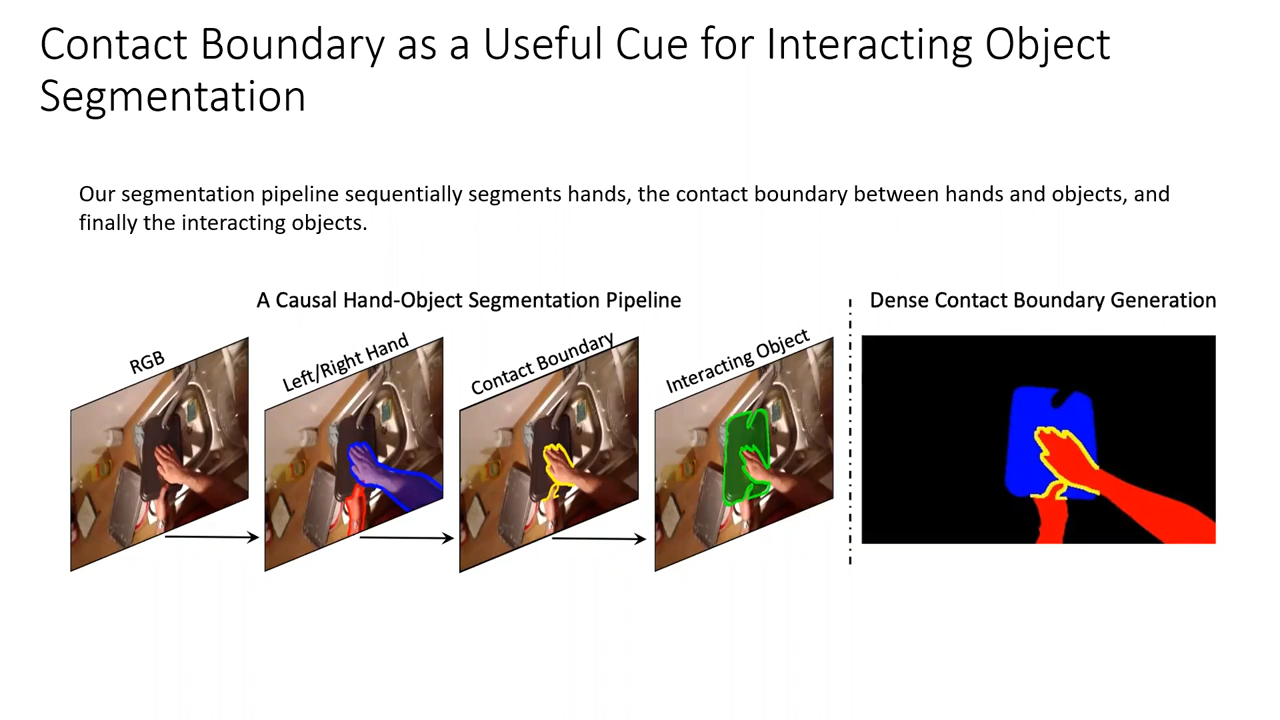 Contact Boundary as a Useful Cue for Interacting Object
Segmentation
Our segmentation pipeline sequentially segments hands, the contact boundary between hands and objects, and
finally the interacting objects.
A Causal Hand-Object Segmentation Pipeline
Dense Contact Boundary Generation
RGB
Left/Right Hand
Contact Boundary
Interacting Object